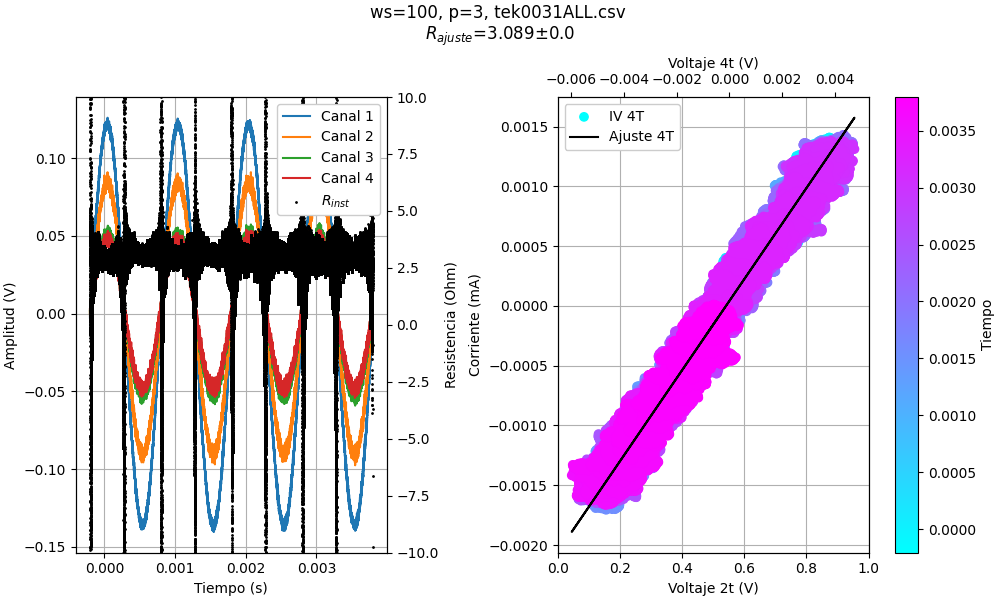 ws=100, p=3, tek0031ALL.csv
R_ajuste=3.089±0.0
Canal 1
Canal 2
Canal 3
Canal 4
R_inst
0.10
0.05
0.00
−0.05
−0.10
−0.15
Amplitud (V)
0.000
0.001
0.002
0.003
Tiempo (s)
10.0
7.5
5.0
2.5
0.0
−2.5
−5.0
−7.5
−10.0
Resistencia (Ohm)
Voltaje 4t (V)
−0.006
−0.004
−0.002
0.000
0.002
0.004
IV 4T
Ajuste 4T
0.0015
0.0010
0.0005
0.0000
−0.0005
−0.0010
−0.0015
−0.0020
Corriente (mA)
0.0
0.2
0.4
0.6
0.8
1.0
Voltaje 2t (V)
0.0035
0.0030
0.0025
0.0020
0.0015
0.0010
0.0005
0.0000
Tiempo